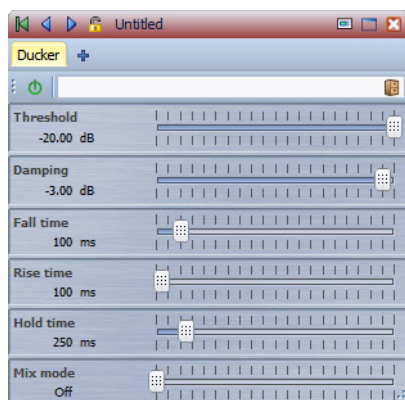 Untitled
Ducker
Threshold
-20.00 dB
Damping
-3.00 dB
Fall time
100 ms
Rise time
100 ms
Hold time
250 ms
Mix mode
Off